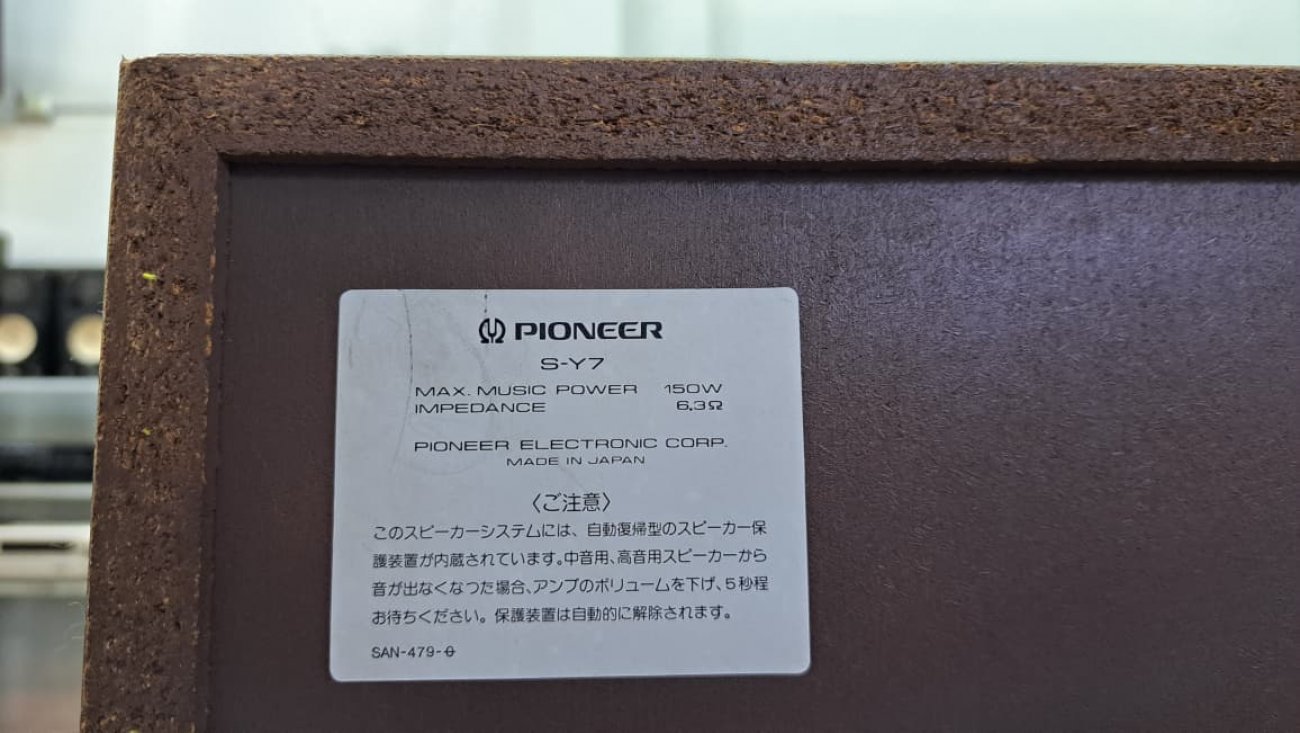 PIONEER
S-Y7
MAX. MUSIC POWER 150W
IMPEDANCE 6.3Ω
PIONEER ELECTRONIC CORP.
MADE IN JAPAN
〈ご注意〉
このスピーカーシステムには、自動復帰型のスピーカー保
護装置が内蔵されています。中音用、高音用スピーカーから
音が出なくなつた場合、アンプのボリュームを下げ、5秒程
お待ちください。保護装置は自動的に解除されます。
SAN-479-0